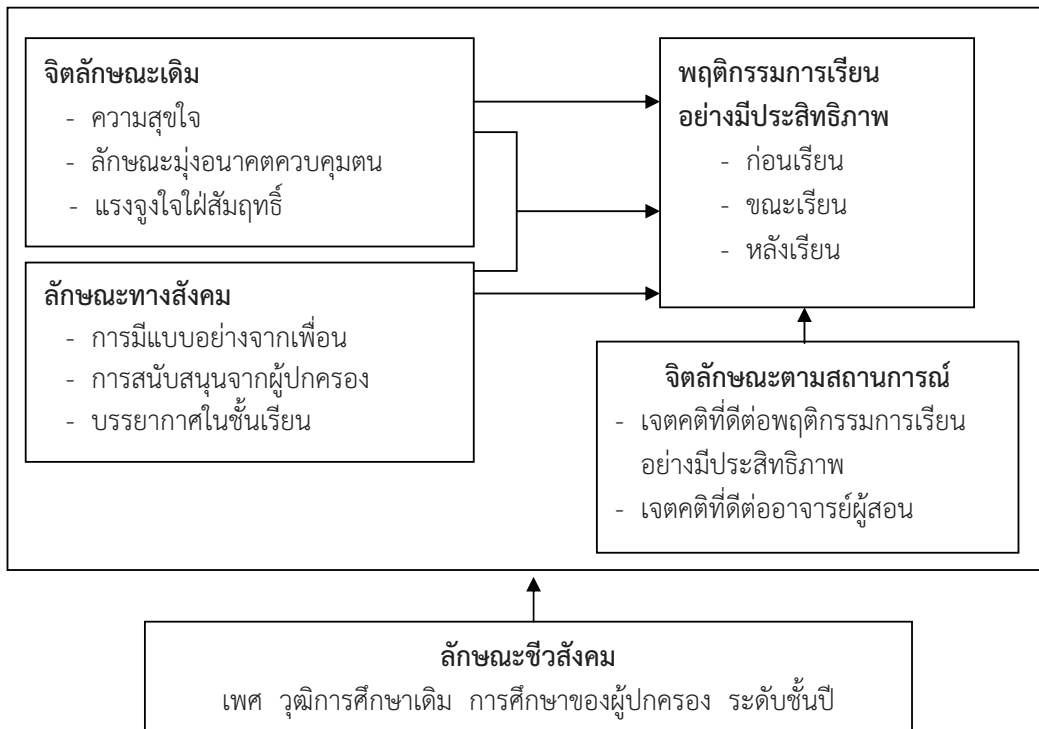 จิตลักษณะเดิม
- ความสุขใจ
- ลักษณะมุ่งอนาคตควบคุมตน
- แรงจูงใจใฝ่สัมฤทธิ์
ลักษณะทางสังคม
- การมีแบบอย่างจากเพื่อน
- การสนับสนุนจากผู้ปกครอง
- บรรยากาศในชั้นเรียน
พฤติกรรมการเรียน
อย่างมีประสิทธิภาพ
- ก่อนเรียน
- ขณะเรียน
- หลังเรียน
จิตลักษณะตามสถานการณ์
- เจตคติที่ดีต่อพฤติกรรมการเรียน
อย่างมีประสิทธิภาพ
- เจตคติที่ดีต่ออาจารย์ผู้สอน
ลักษณะชีวสังคม
เพศ วุฒิการศึกษาเดิม การศึกษาของผู้ปกครอง ระดับชั้นปี